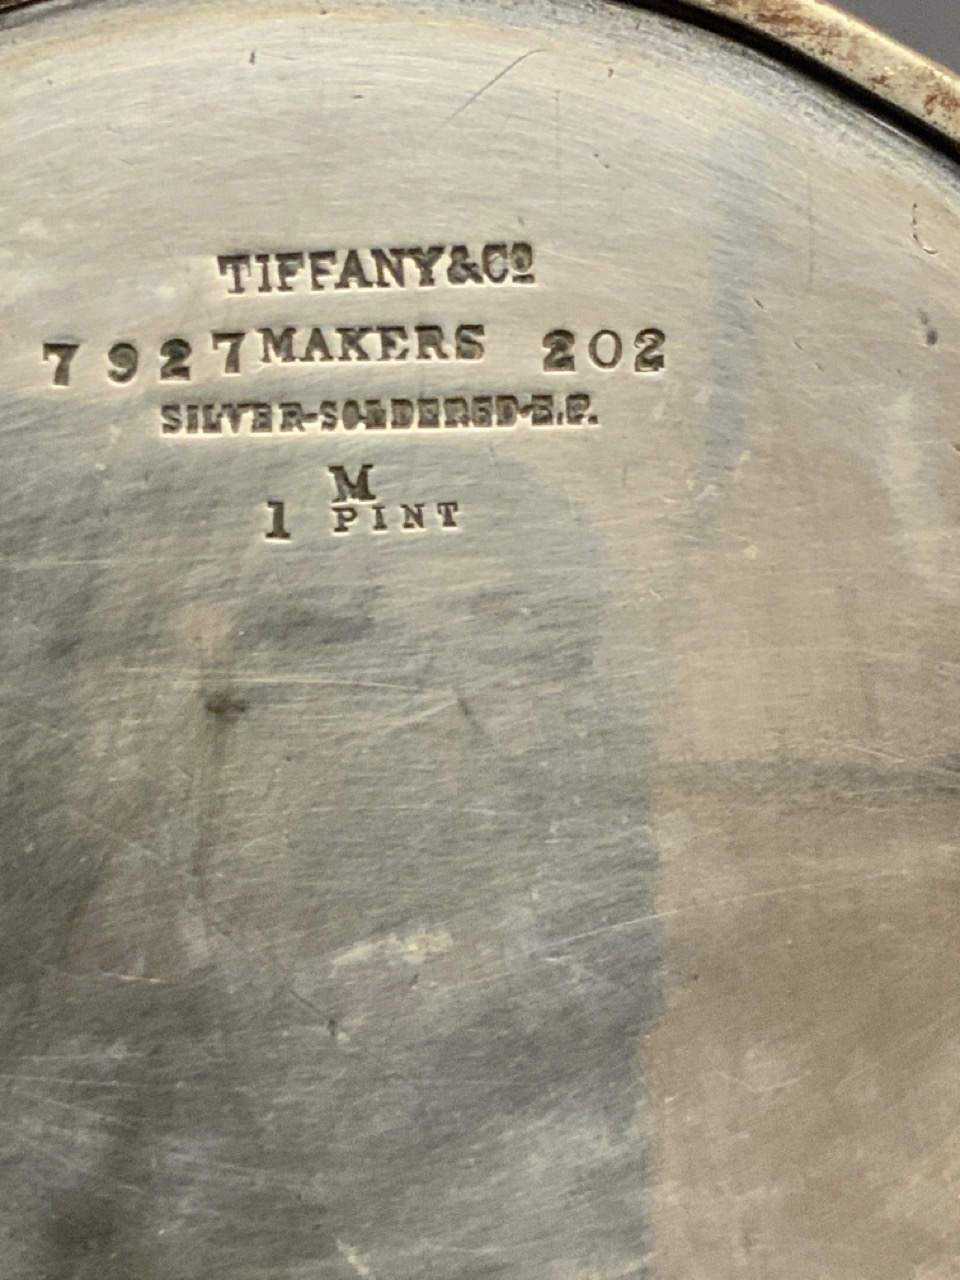 TIFFANY & Cº
7927 MAKERS 202
SILVER-SOLDERED-E.P.
M
1 PINT